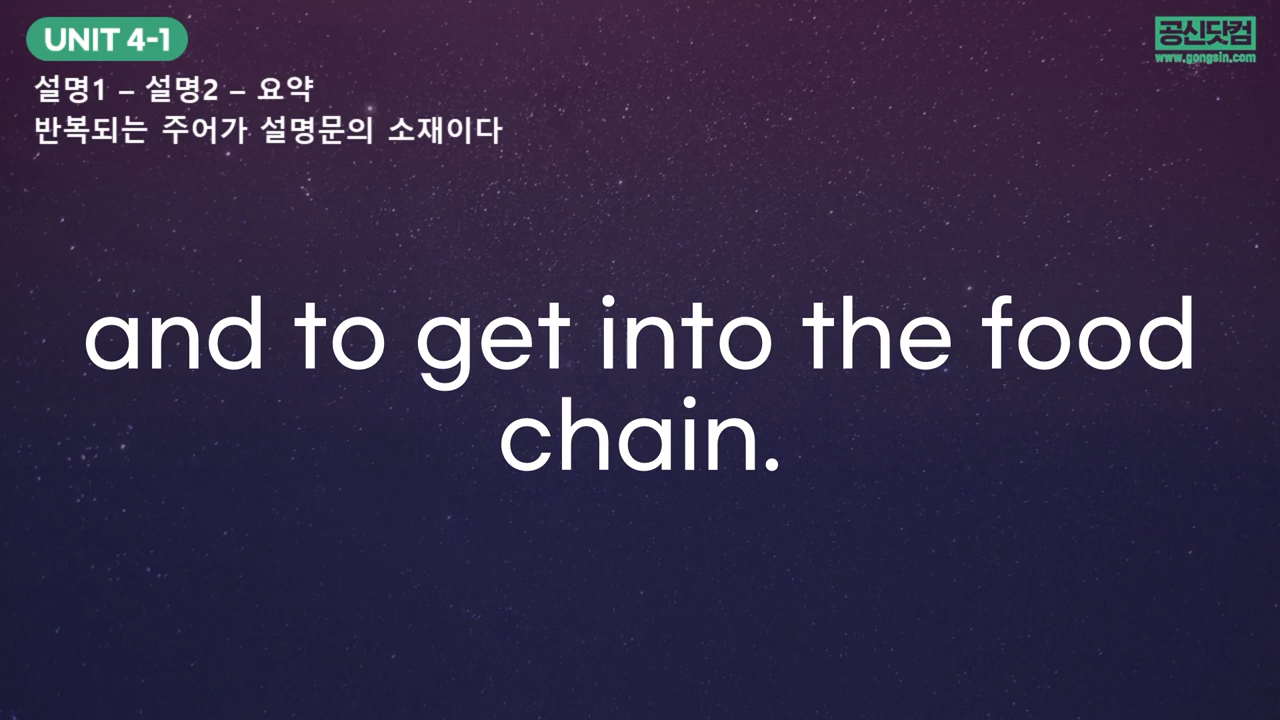 UNIT 4-1
공신닷컴
www.gongsin.com
설명1 – 설명2 – 요약
반복되는 주어가 설명문의 소재이다
and to get into the food
chain.